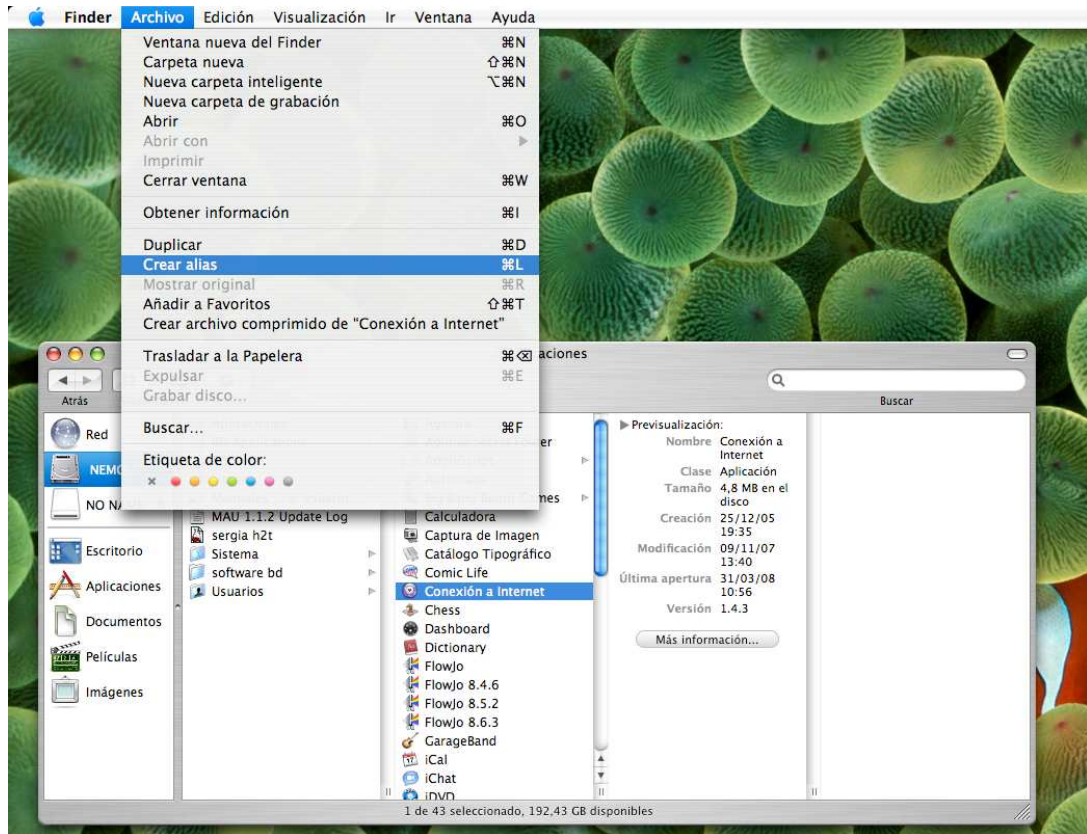 Finder Archivo Edición Visualización Ir Ventana Ayuda
Ventana nueva del Finder ⌘N
Carpeta nueva ⇧⌘N
Nueva carpeta inteligente ⌥⌘N
Nueva carpeta de grabación
Abrir ⌘O
Abrir con
Imprimir
Cerrar ventana ⌘W
Obtener información ⌘I
Duplicar ⌘D
Crear alias ⌘L
Mostrar original ⌘R
Añadir a Favoritos ⇧⌘T
Crear archivo comprimido de “Conexión a Internet”
Trasladar a la Papelera ⌘⌫
Expulsar ⌘E
Grabar disco...
Buscar... ⌘F
Etiqueta de color:
aciones
Atrás
Buscar
Red
NEMO
NO NA
Escritorio
Aplicaciones
Documentos
Películas
Imágenes
MAU 1.1.2 Update Log
sergia h2t
Sistema
software bd
Usuarios
er
mes
Calculadora
Captura de Imagen
Catálogo Tipográfico
Comic Life
Conexión a Internet
Chess
Dashboard
Dictionary
FlowJo
FlowJo 8.4.6
FlowJo 8.5.2
FlowJo 8.6.3
GarageBand
iCal
iChat
iDVD
Previsualización:
Nombre Conexión a
Internet
Clase Aplicación
Tamaño 4,8 MB en el
disco
Creación 25/12/05
19:35
Modificación 09/11/07
13:40
Última apertura 31/03/08
10:56
Versión 1.4.3
Más información...
1 de 43 seleccionado, 192,43 GB disponibles